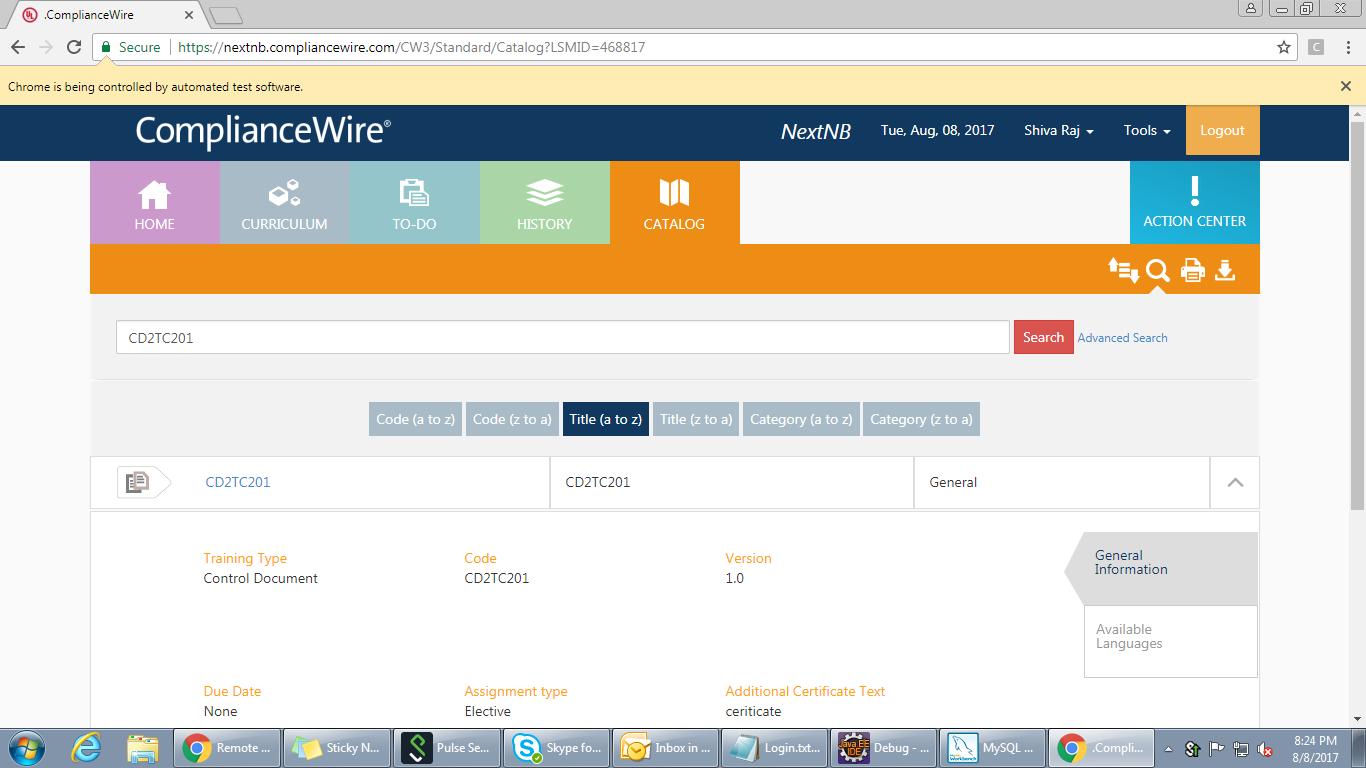 .ComplianceWire
Secure https://nextnb.compliancewire.com/CW3/Standard/Catalog?LSMID=468817
C
Chrome is being controlled by automated test software.
ComplianceWire® NextNB Tue, Aug, 08, 2017 Shiva Raj Tools Logout
HOME CURRICULUM TO-DO HISTORY CATALOG ACTION CENTER
CD2TC201 Search Advanced Search
Code (a to z) Code (z to a) Title (a to z) Title (z to a) Category (a to z) Category (z to a)
CD2TC201 CD2TC201 General
Training Type Code Version
Control Document CD2TC201 1.0
General
Information
Available
Languages
Due Date Assignment type Additional Certificate Text
None Elective ceriticate
Remote ... Sticky N... Pulse Se... Skype fo... Inbox in ... Login.txt... Debug - ... MySQL ... .Compli... 8:24 PM
8/8/2017